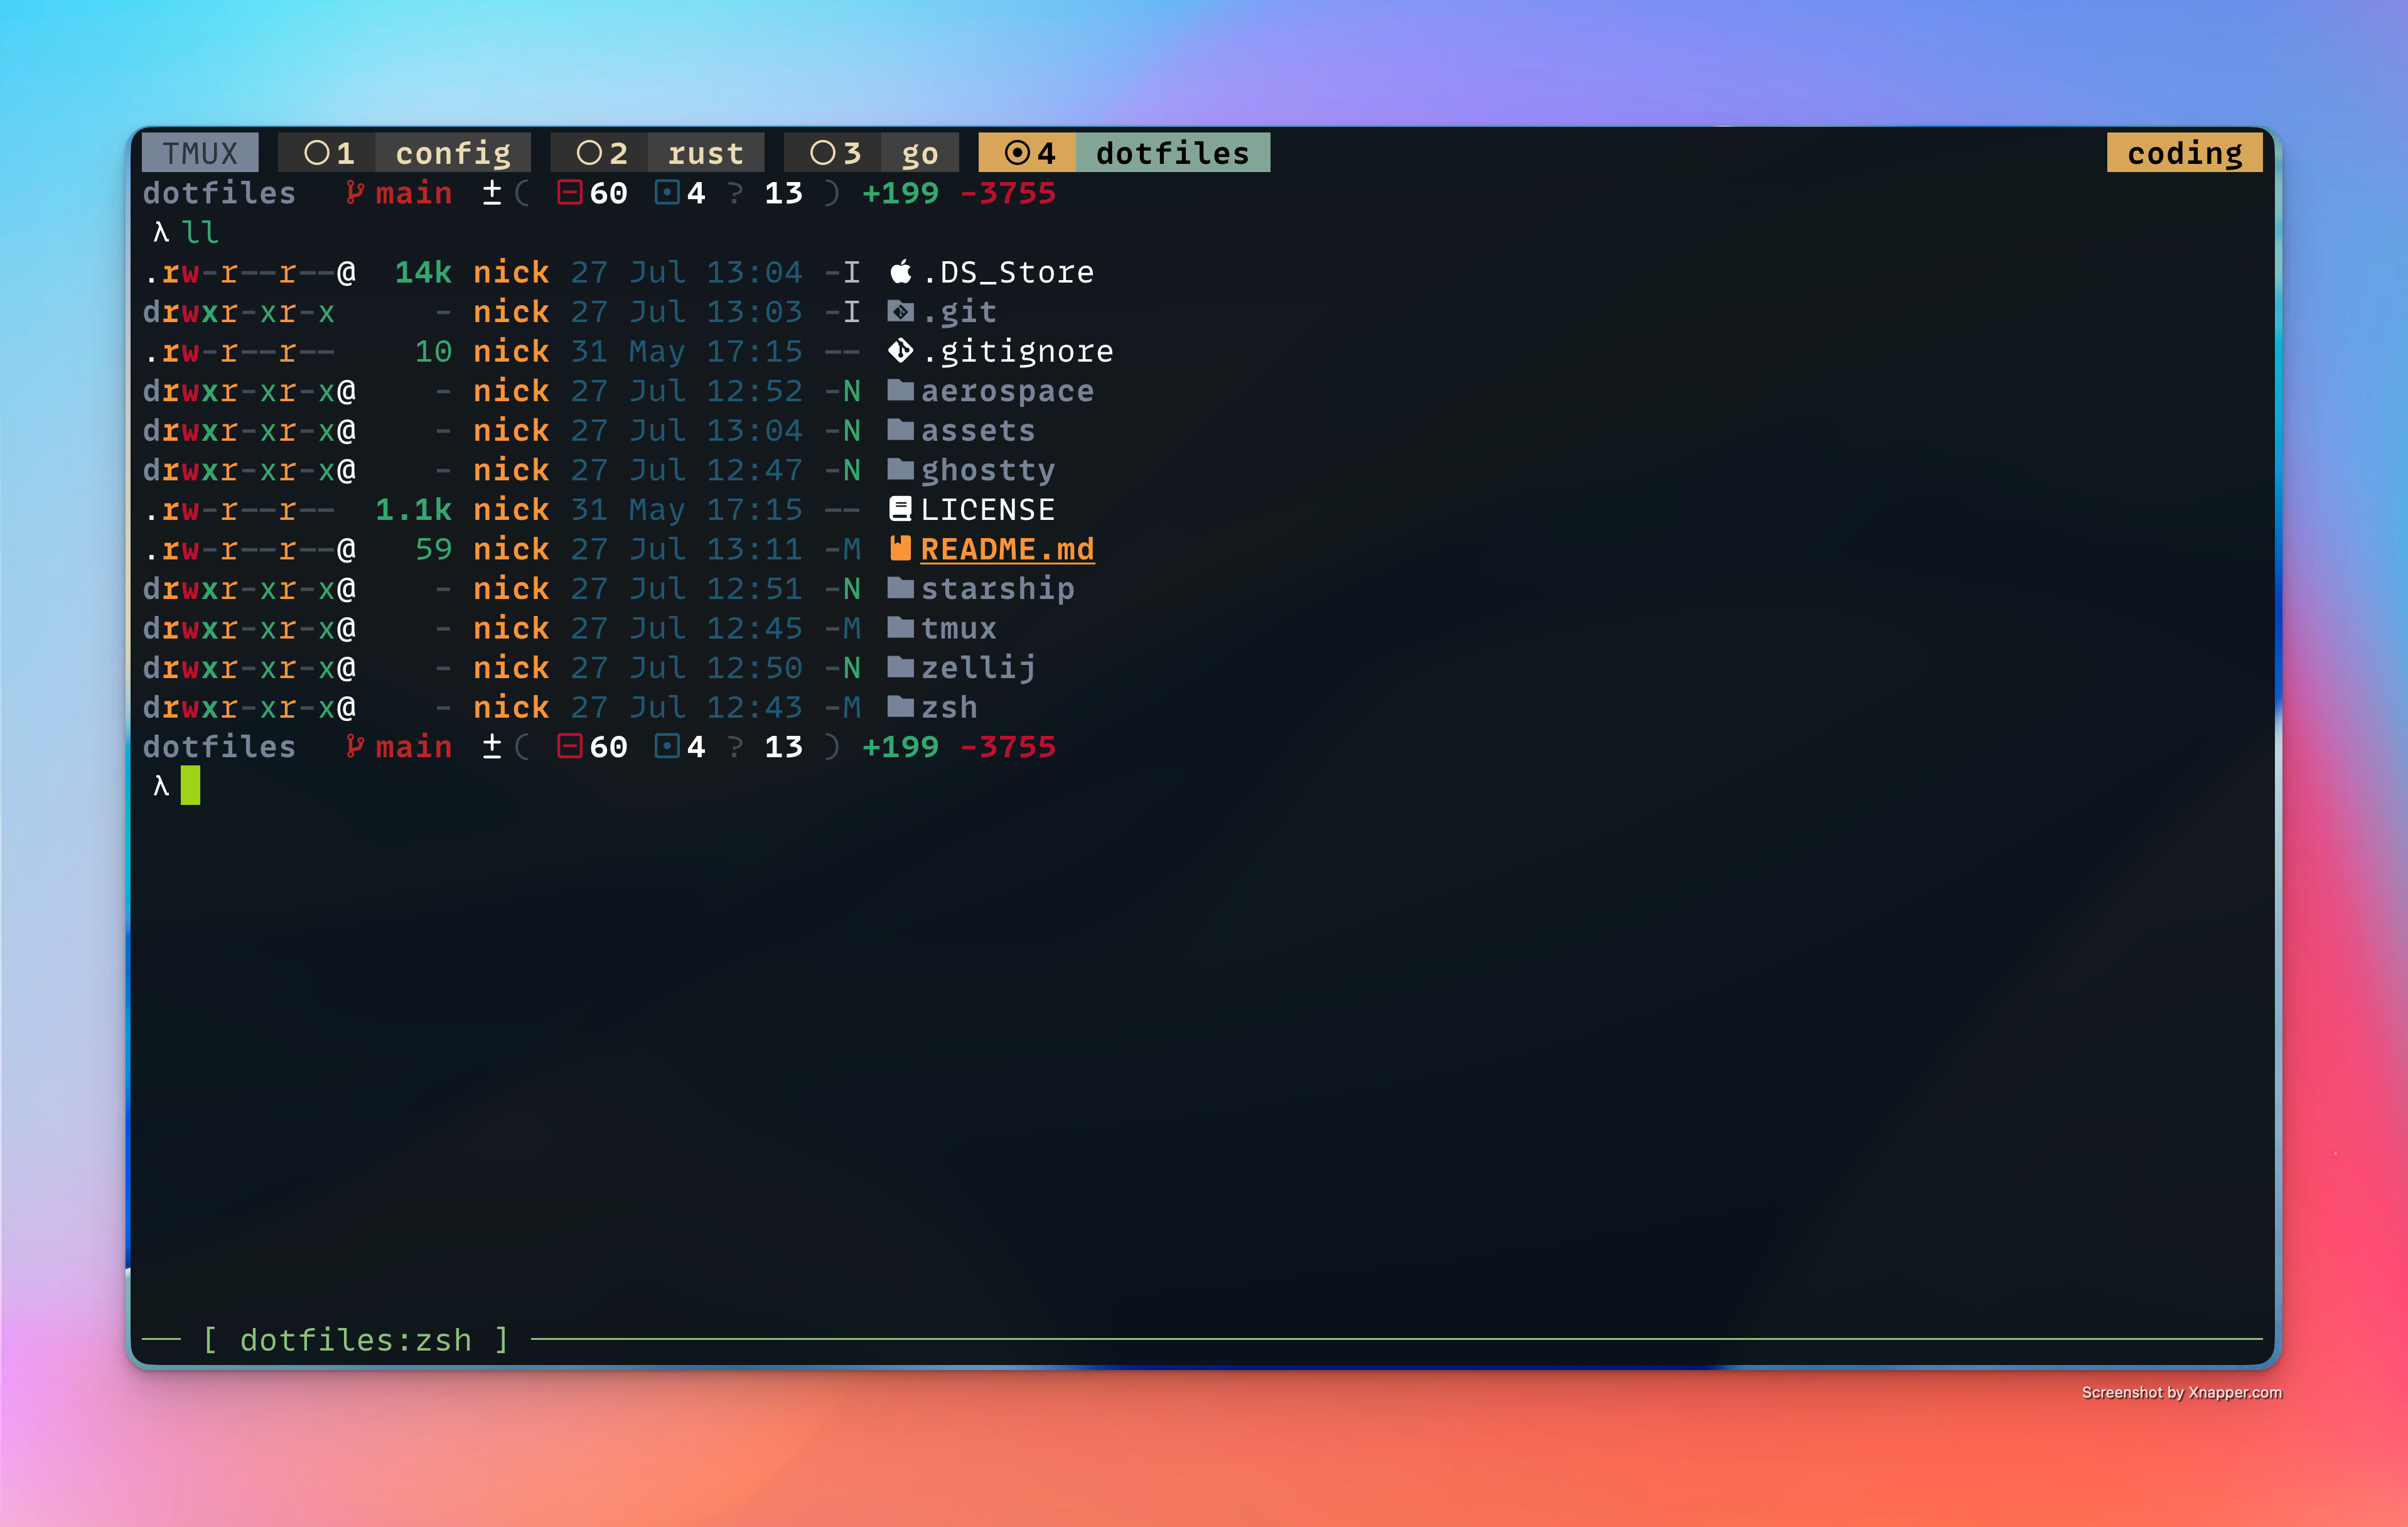 TMUX 1 config 2 rust 3 go 4 dotfiles coding
dotfiles main ±( 60 4 ? 13 ) +199 -3755
λ ll
.rw-r--r--@ 14k nick 27 Jul 13:04 -I .DS_Store
drwxr-xr-x - nick 27 Jul 13:03 -I .git
.rw-r--r-- 10 nick 31 May 17:15 -- .gitignore
drwxr-xr-x@ - nick 27 Jul 12:52 -N aerospace
drwxr-xr-x@ - nick 27 Jul 13:04 -N assets
drwxr-xr-x@ - nick 27 Jul 12:47 -N ghostty
.rw-r--r-- 1.1k nick 31 May 17:15 -- LICENSE
.rw-r--r--@ 59 nick 27 Jul 13:11 -M README.md
drwxr-xr-x@ - nick 27 Jul 12:51 -N starship
drwxr-xr-x@ - nick 27 Jul 12:45 -M tmux
drwxr-xr-x@ - nick 27 Jul 12:50 -N zellij
drwxr-xr-x@ - nick 27 Jul 12:43 -M zsh
dotfiles main ±( 60 4 ? 13 ) +199 -3755
λ
[ dotfiles:zsh ]
Screenshot by Xnapper.com